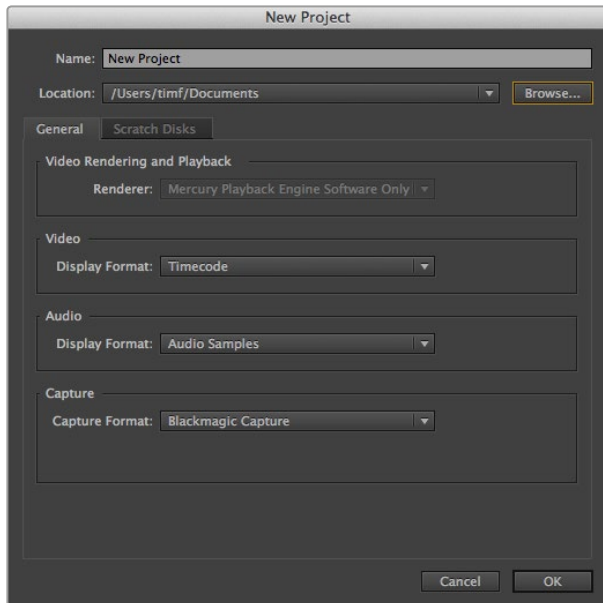 New Project
Name: New Project
Location: /Users/timf/Documents Browse...
General Scratch Disks
Video Rendering and Playback
Renderer: Mercury Playback Engine Software Only
Video
Display Format: Timecode
Audio
Display Format: Audio Samples
Capture
Capture Format: Blackmagic Capture
Cancel OK